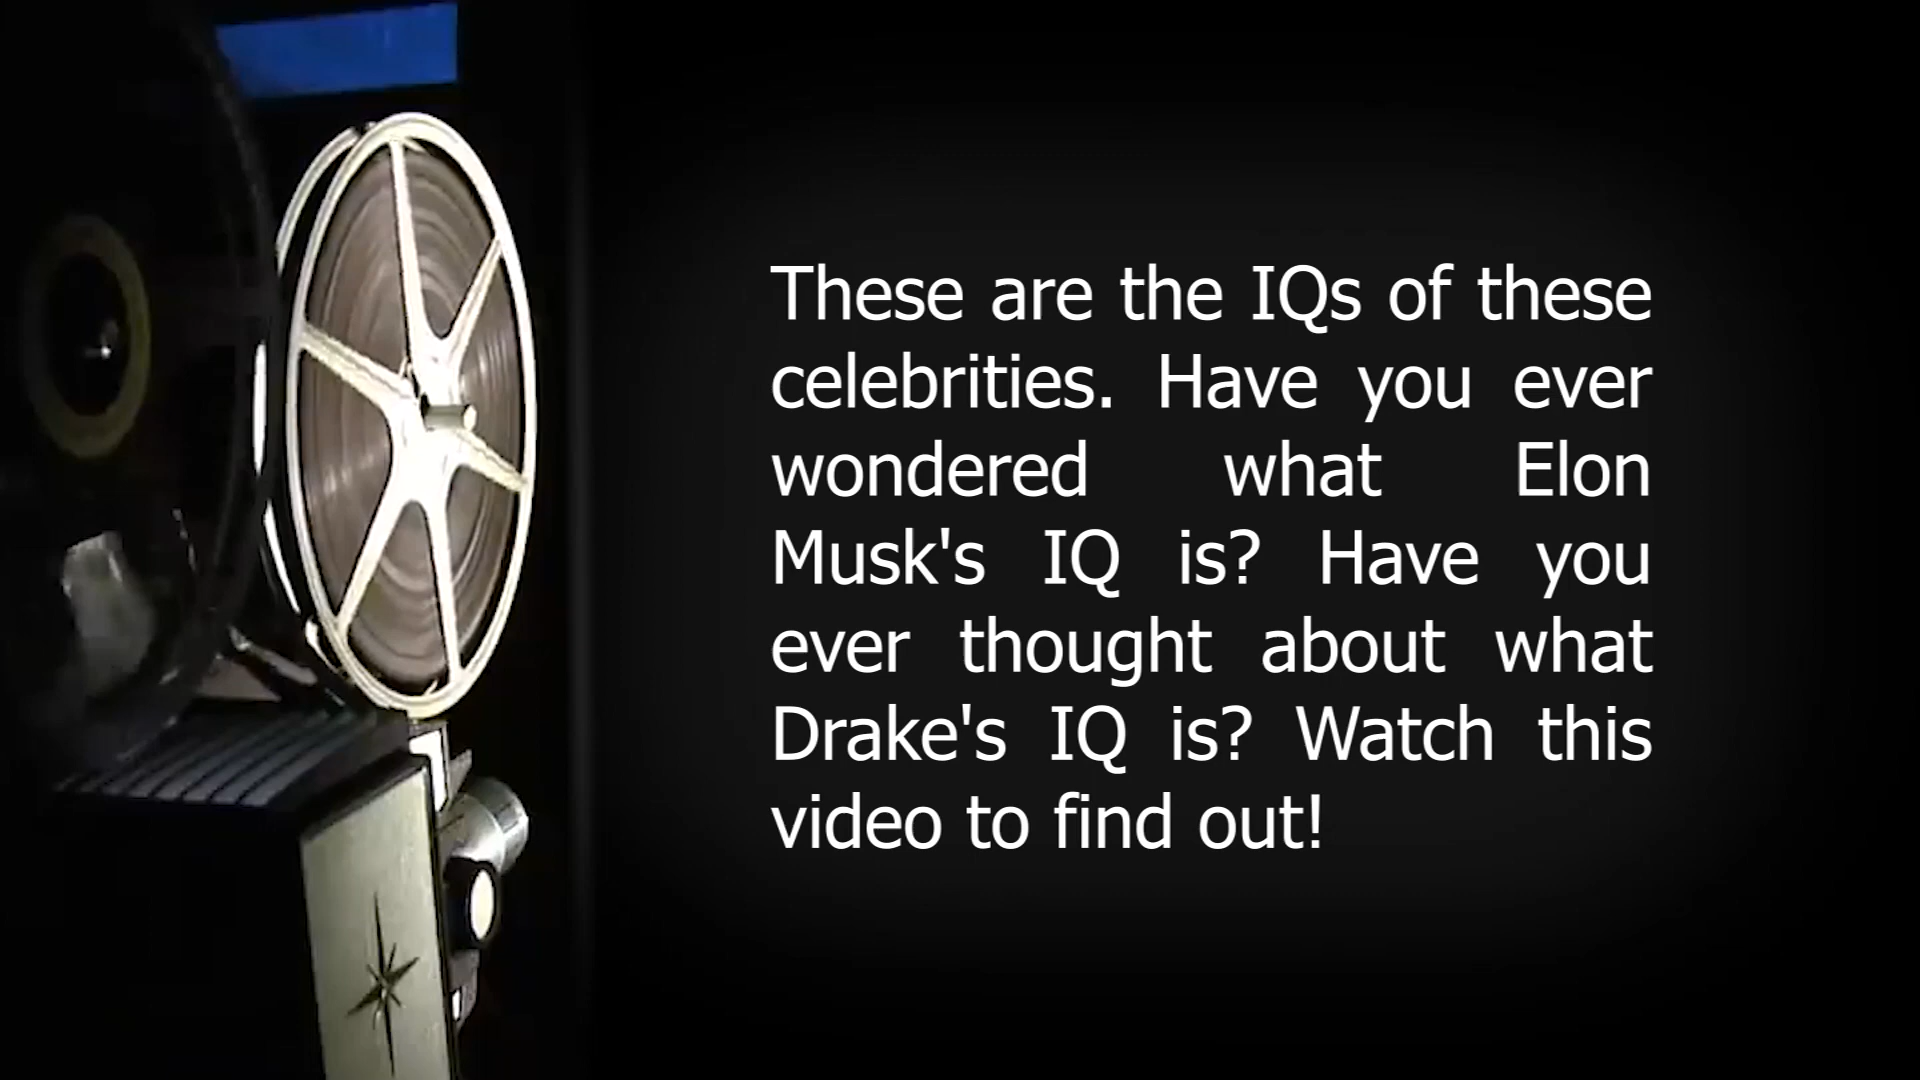 These are the IQs of these
celebrities. Have you ever
wondered what Elon
Musk's IQ is? Have you
ever thought about what
Drake's IQ is? Watch this
video to find out!